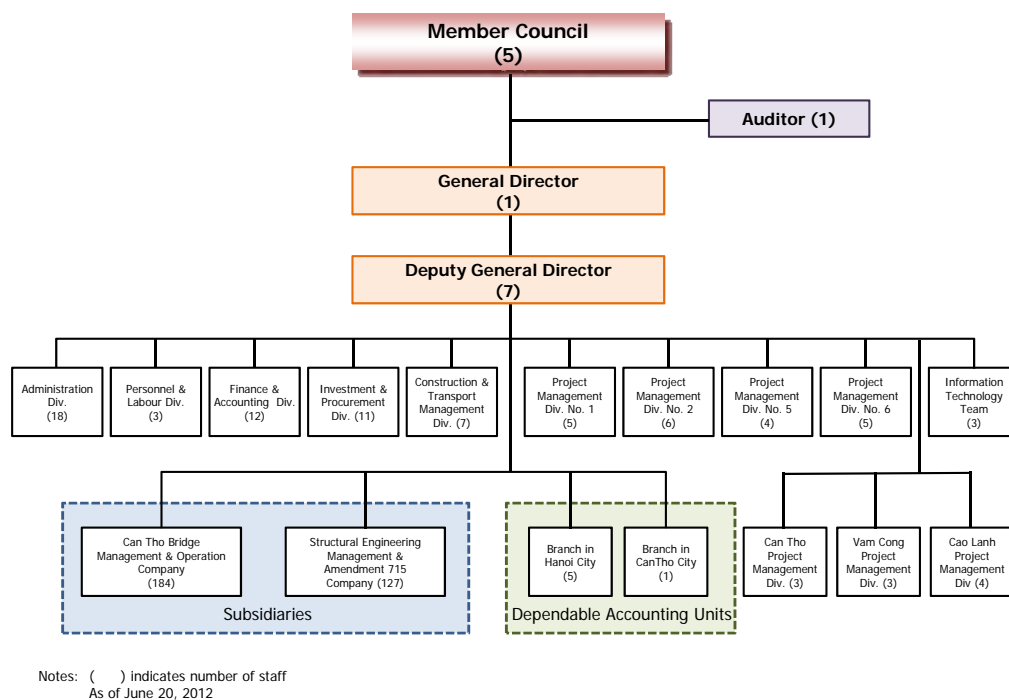 Member Council
(5)
Auditor (1)
General Director
(1)
Deputy General Director
(7)
Administration
Div.
(18)
Personnel &
Labour Div.
(3)
Finance &
Accounting Div.
(12)
Investment &
Procurement
Div. (11)
Construction &
Transport
Management
Div. (7)
Project
Management
Div. No. 1
(5)
Project
Management
Div. No. 2
(6)
Project
Management
Div. No. 5
(4)
Project
Management
Div. No. 6
(5)
Information
Technology
Team
(3)
Can Tho Bridge
Management & Operation
Company
(184)
Structural Engineering
Management &
Amendment 715
Company (127)
Subsidiaries
Branch in
Hanoi City
(5)
Branch in
CanTho City
(1)
Dependable Accounting Units
Can Tho
Project
Management
Div. (3)
Vam Cong
Project
Management
Div. (3)
Cao Lanh
Project
Management
Div (4)
Notes: ( ) indicates number of staff
As of June 20, 2012